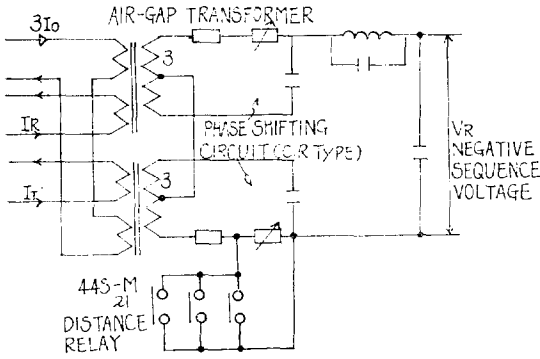 AIR-GAP TRANSFORMER
3Io
3
IR
PHASE SHIFTING
CIRCUIT (C-R TYPE)
3
IT
VR
NEGATIVE
SEQUENCE
VOLTAGE
44S-M
21
DISTANCE
RELAY